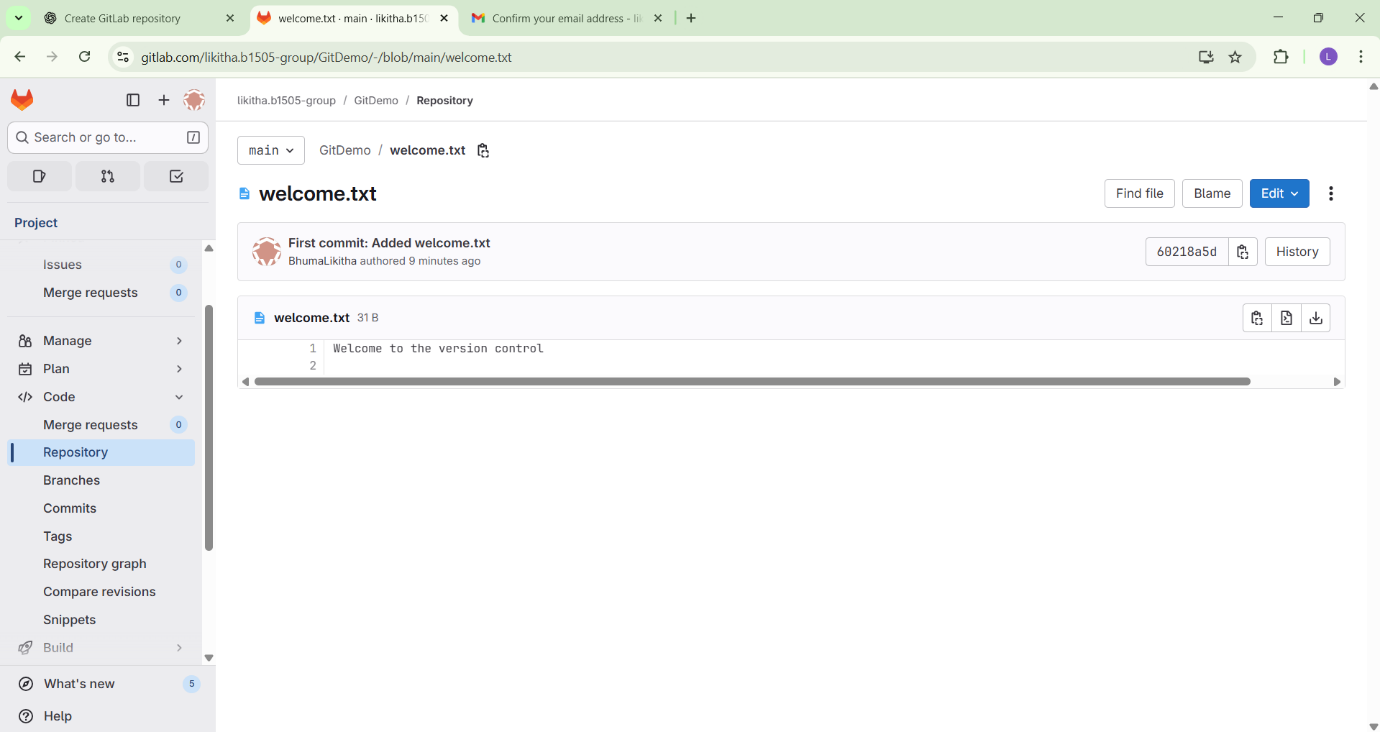 Create GitLab repository
welcome.txt · main · likitha.b150
Confirm your email address - lik
gitlab.com/likitha.b1505-group/GitDemo/-/blob/main/welcome.txt
L
Search or go to...
/
Project
Issues 0
Merge requests 0
Manage
Plan
Code
Merge requests 0
Repository
Branches
Commits
Tags
Repository graph
Compare revisions
Snippets
Build
What's new 5
Help
likitha.b1505-group / GitDemo / Repository
main
GitDemo / welcome.txt
welcome.txt
Find file
Blame
Edit
First commit: Added welcome.txt
BhumaLikitha authored 9 minutes ago
60218a5d
History
welcome.txt 31 B
1 Welcome to the version control
2